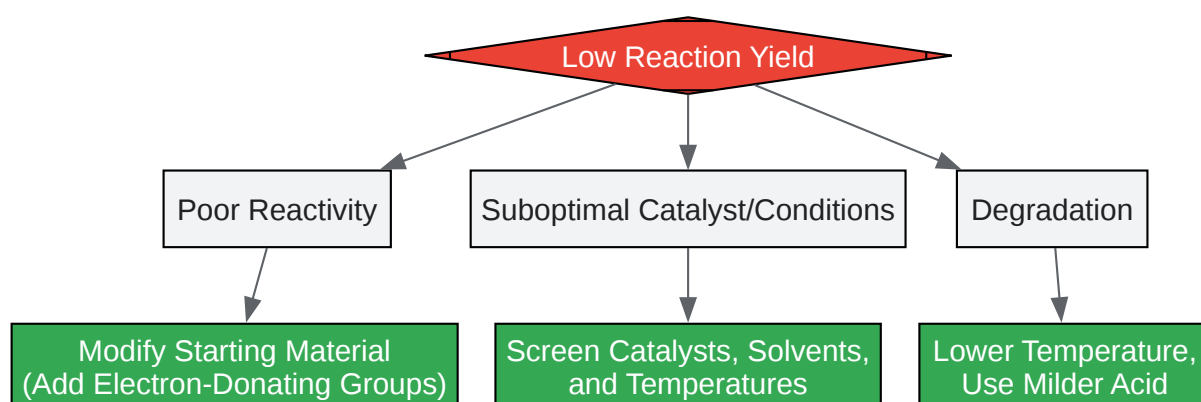 Low Reaction Yield
Poor Reactivity
Suboptimal Catalyst/Conditions
Degradation
Modify Starting Material
(Add Electron-Donating Groups)
Screen Catalysts, Solvents,
and Temperatures
Lower Temperature,
Use Milder Acid